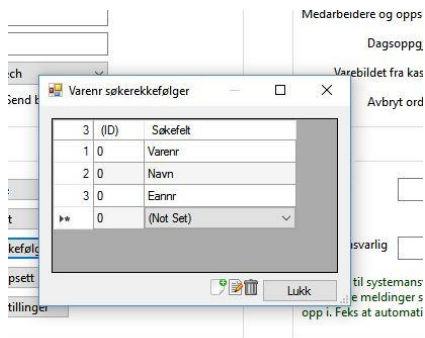 Medarbeidere og opps
Dagsoppgj
ech
Varebildet fra kas
Send b
Avbryt ord
Varenr søkerekkefølger
3 (ID) Søkefelt
1 0 Varenr
2 0 Navn
3 0 Eannr
0 (Not Set)
t
kefølg
svarlig
psett
til systemans
Lukk
e meldinger s
tillinger
opp i. Feks at automati